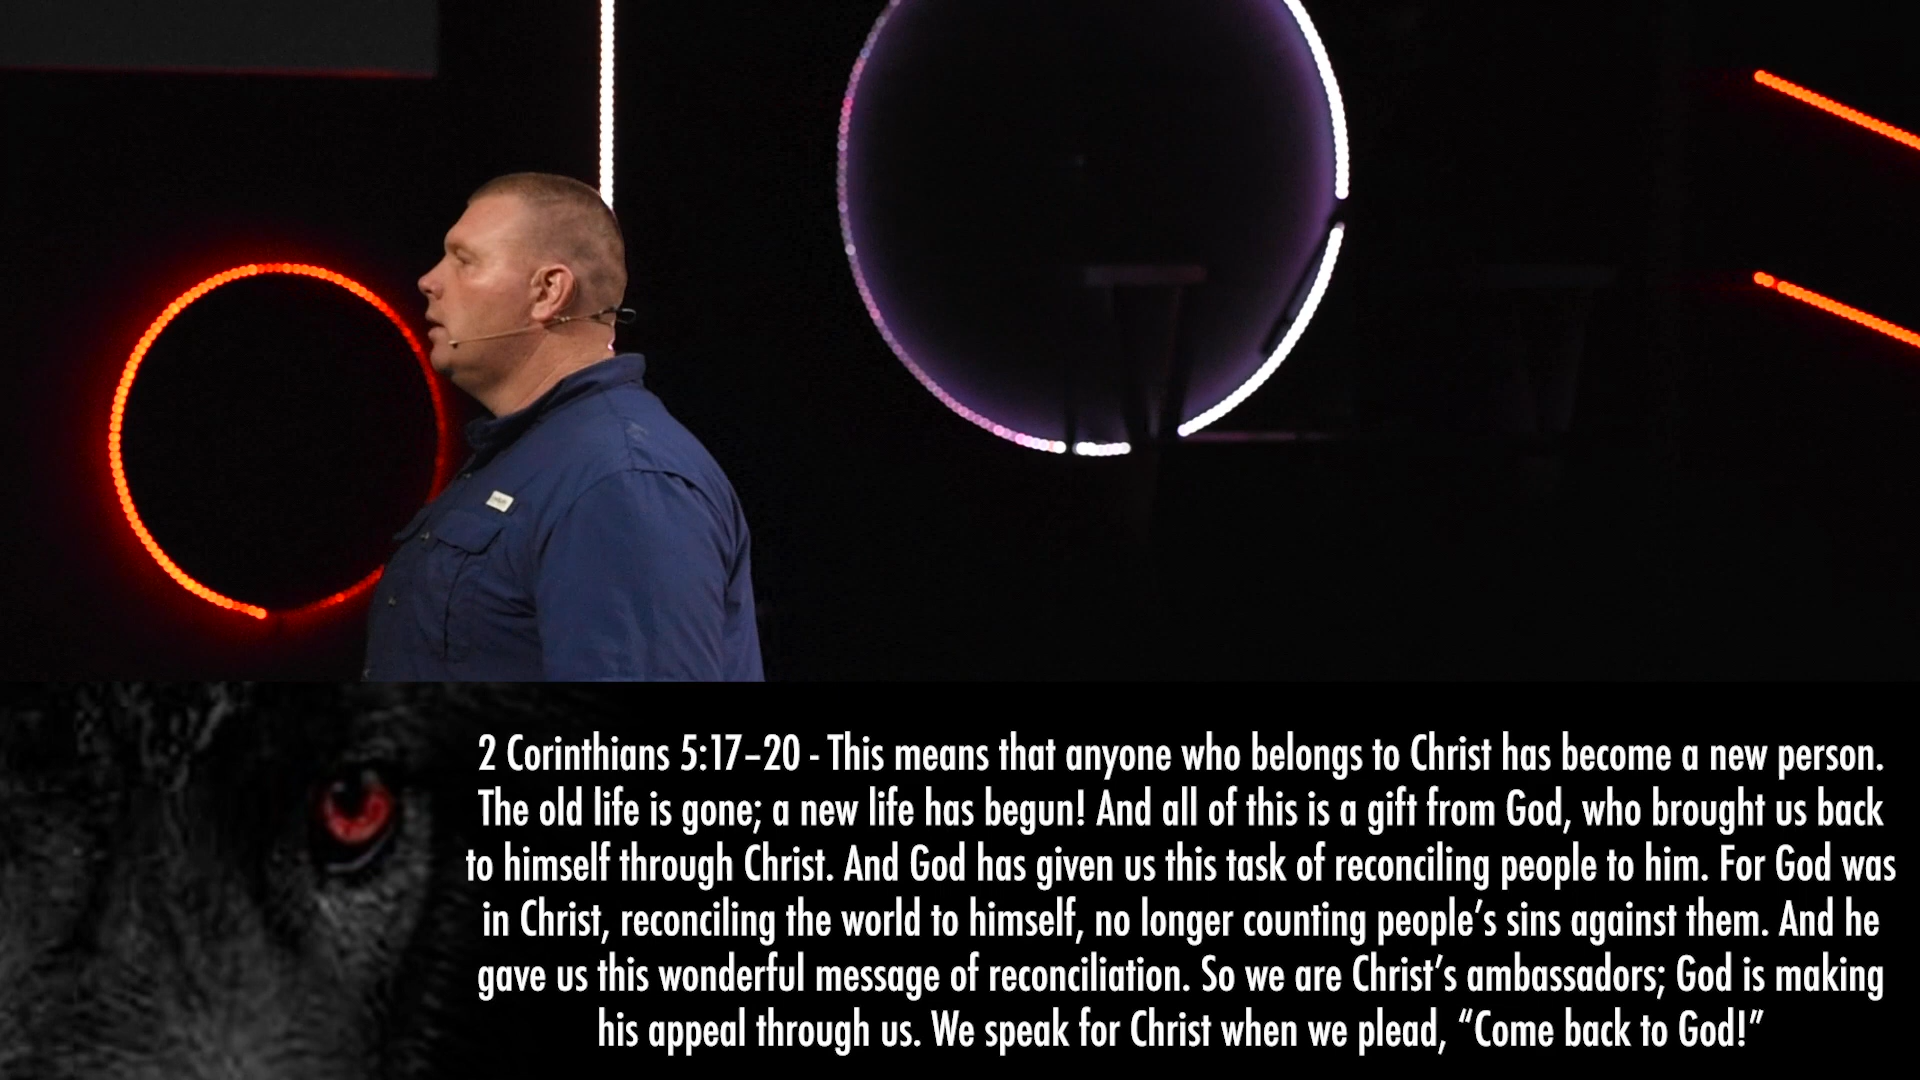 2 Corinthians 5:17–20 - This means that anyone who belongs to Christ has become a new person.
The old life is gone; a new life has begun! And all of this is a gift from God, who brought us back
to himself through Christ. And God has given us this task of reconciling people to him. For God was
in Christ, reconciling the world to himself, no longer counting people’s sins against them. And he
gave us this wonderful message of reconciliation. So we are Christ’s ambassadors; God is making
his appeal through us. We speak for Christ when we plead, “Come back to God!”